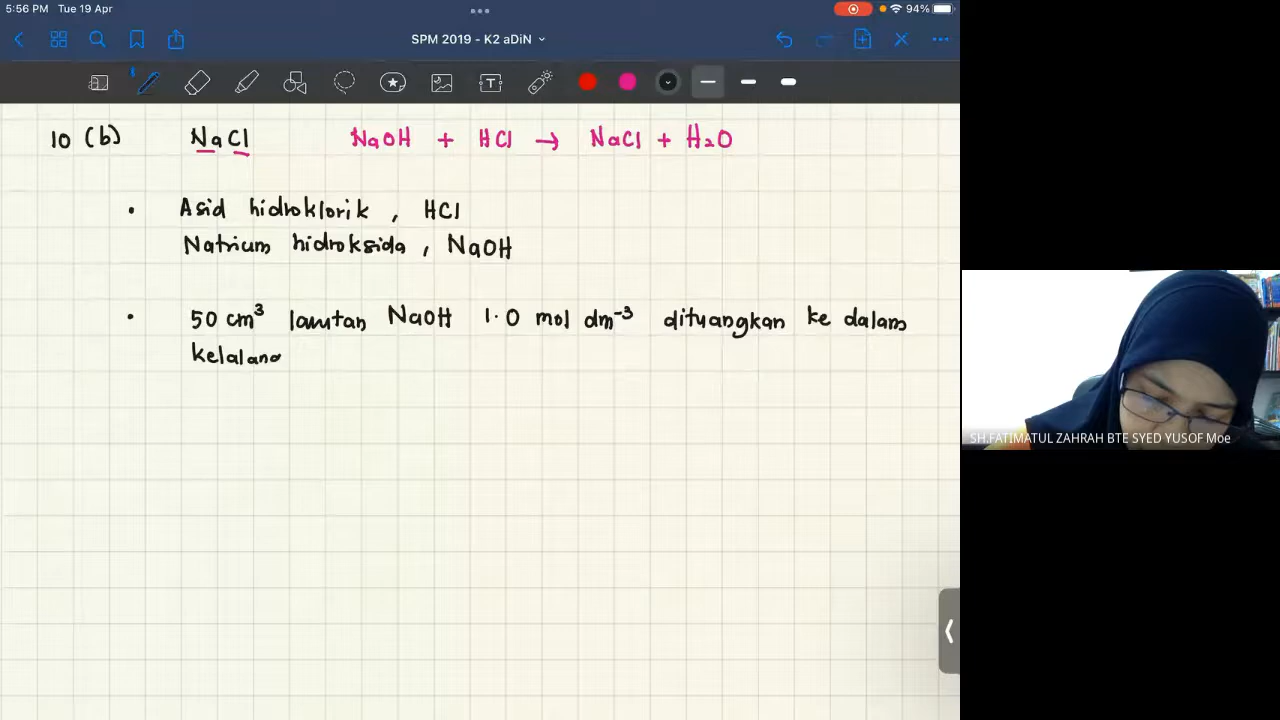 5:56 PM Tue 19 Apr
94%
SPM 2019 - K2 aDiN
10 (b) NaCl NaOH + HCl → NaCl + H₂O
• Asid hidroklorik , HCl
Natrium hidroksida , NaOH
• 50 cm³ larutan NaOH 1.0 mol dm⁻³ dituangkan ke dalam
kelalang
SH.FATIMATUL ZAHRAH BTE SYED YUSOF Moe